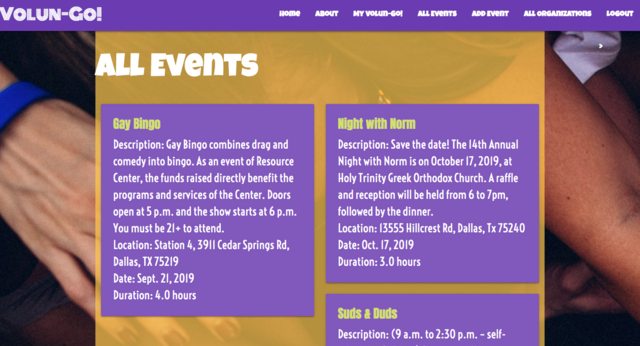 Volun-Go!
Home About My Volun-Go! All Events Add Event All Organizations Logout
All Events
Gay Bingo
Description: Gay Bingo combines drag and
comedy into bingo. As an event of Resource
Center, the funds raised directly benefit the
programs and services of the Center. Doors
open at 5 p.m. and the show starts at 6 p.m.
You must be 21+ to attend.
Location: Station 4, 3911 Cedar Springs Rd,
Dallas, TX 75219
Date: Sept. 21, 2019
Duration: 4.0 hours
Night with Norm
Description: Save the date! The 14th Annual
Night with Norm is on October 17, 2019, at
Holy Trinity Greek Orthodox Church. A raffle
and reception will be held from 6 to 7pm,
followed by the dinner.
Location: 13555 Hillcrest Rd, Dallas, Tx 75240
Date: Oct. 17, 2019
Duration: 3.0 hours
Suds & Duds
Description: (9 a.m. to 2:30 p.m. – self-